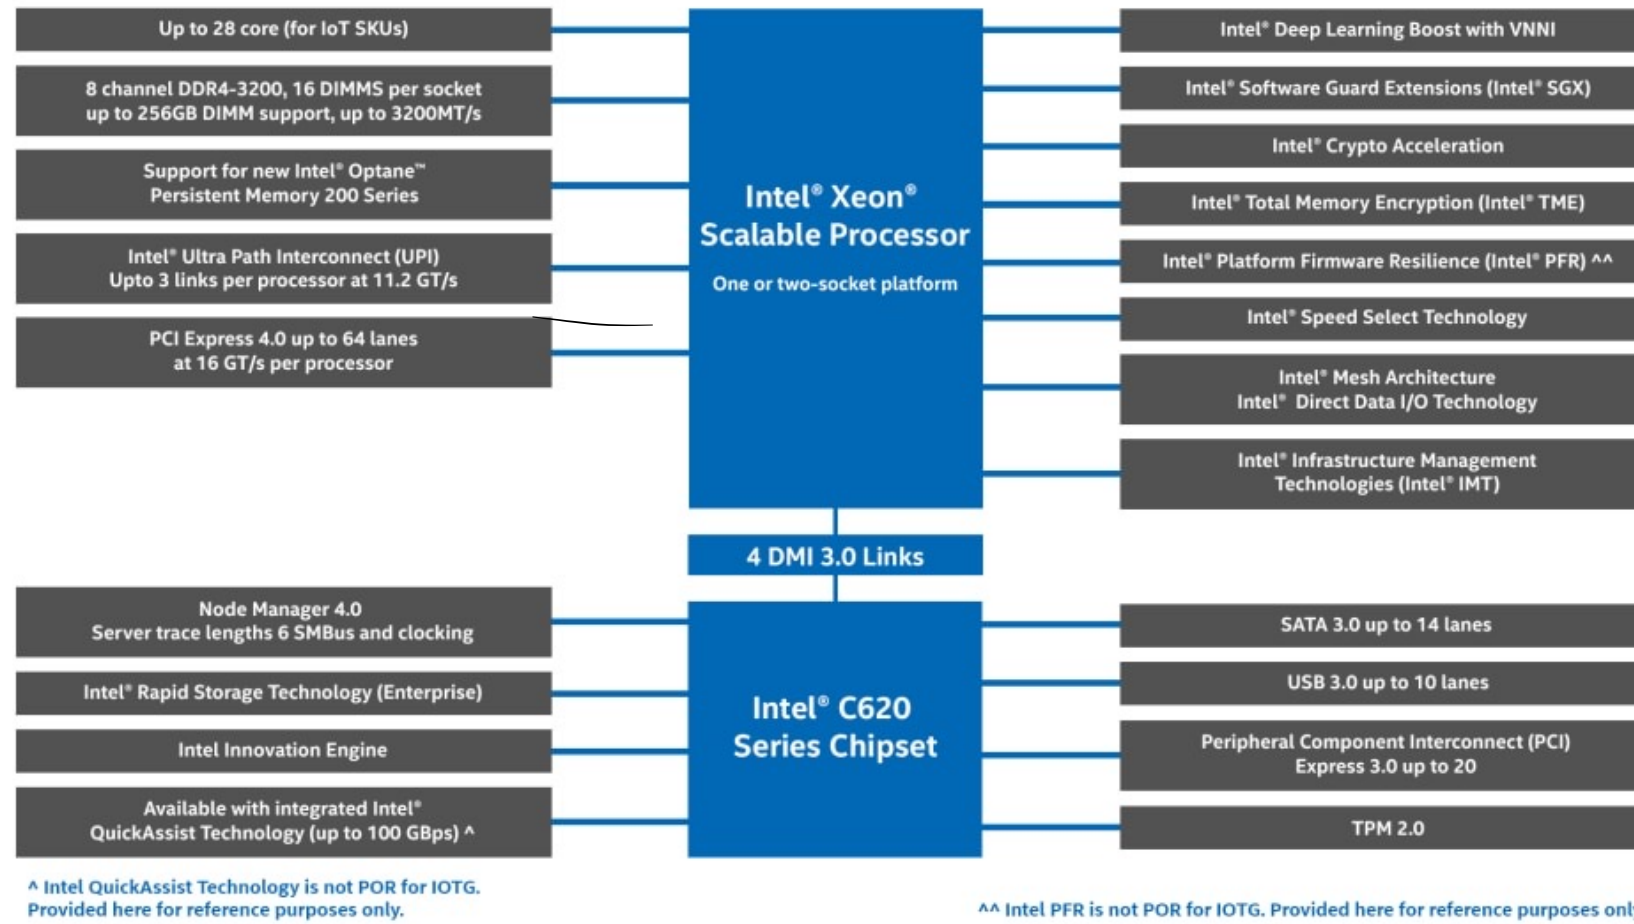 Up to 28 core (for IoT SKUs)
8 channel DDR4-3200, 16 DIMMS per socket
up to 256GB DIMM support, up to 3200MT/s
Support for new Intel® Optane™
Persistent Memory 200 Series
Intel® Ultra Path Interconnect (UPI)
Upto 3 links per processor at 11.2 GT/s
PCI Express 4.0 up to 64 lanes
at 16 GT/s per processor
Intel® Xeon®
Scalable Processor
One or two-socket platform
Intel® Deep Learning Boost with VNNI
Intel® Software Guard Extensions (Intel® SGX)
Intel® Crypto Acceleration
Intel® Total Memory Encryption (Intel® TME)
Intel® Platform Firmware Resilience (Intel® PFR) ^^
Intel® Speed Select Technology
Intel® Mesh Architecture
Intel® Direct Data I/O Technology
Intel® Infrastructure Management
Technologies (Intel® IMT)
4 DMI 3.0 Links
Node Manager 4.0
Server trace lengths 6 SMBus and clocking
Intel® Rapid Storage Technology (Enterprise)
Intel Innovation Engine
Available with integrated Intel®
QuickAssist Technology (up to 100 GBps) ^
Intel® C620
Series Chipset
SATA 3.0 up to 14 lanes
USB 3.0 up to 10 lanes
Peripheral Component Interconnect (PCI)
Express 3.0 up to 20
TPM 2.0
^ Intel QuickAssist Technology is not POR for IOTG.
Provided here for reference purposes only.
^^ Intel PFR is not POR for IOTG. Provided here for reference purposes onl